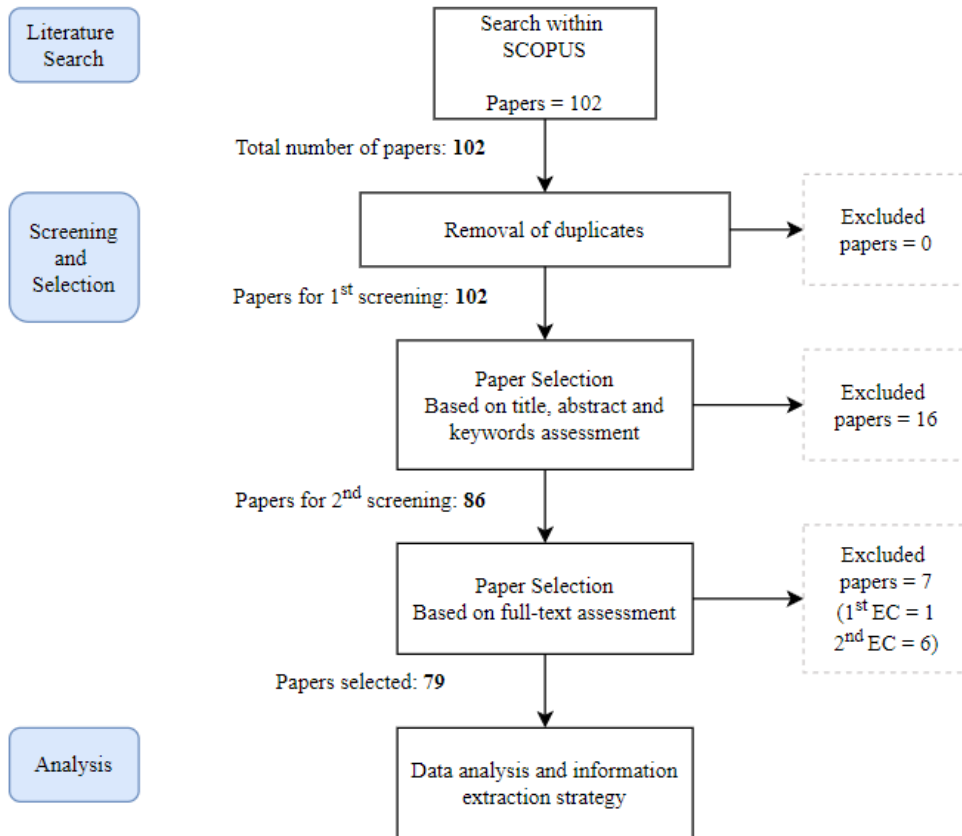 Literature
Search
Search within
SCOPUS
Papers = 102
Total number of papers: 102
Screening
and
Selection
Removal of duplicates
Excluded
papers = 0
Papers for 1st screening: 102
Paper Selection
Based on title, abstract and
keywords assessment
Excluded
papers = 16
Papers for 2nd screening: 86
Paper Selection
Based on full-text assessment
Excluded
papers = 7
(1st EC = 1
2nd EC = 6)
Papers selected: 79
Analysis
Data analysis and information
extraction strategy